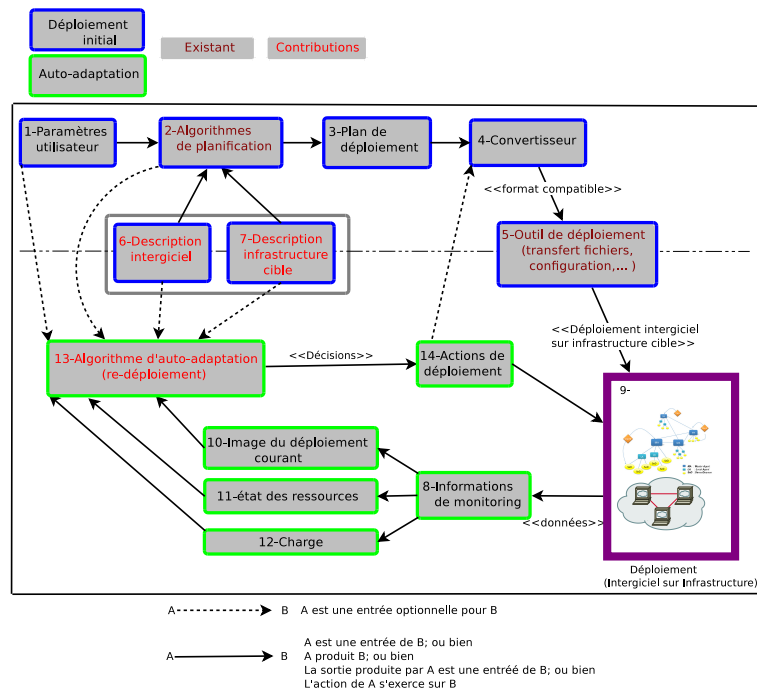 Déploiement
initial
Existant
Contributions
Auto-adaptation
1-Paramètres
utilisateur
2-Algorithmes
de planification
3-Plan de
déploiement
4-Convertisseur
<<format compatible>>
6-Description
intergiciel
7-Description
infrastructure
cible
5-Outil de déploiement
(transfert fichiers,
configuration,... )
<<Déploiement intergiciel
sur infrastructure cible>>
13-Algorithme d'auto-adaptation
(re-déploiement)
<<Décisions>>
14-Actions de
déploiement
9-
10-Image du déploiement
courant
11-état des ressources
12-Charge
8-Informations
de monitoring
<<données>>
Déploiement
(Intergiciel sur Infrastructure)
A
B
A est une entrée optionnelle pour B
A
B
A est une entrée de B; ou bien
A produit B; ou bien
La sortie produite par A est une entréé de B; ou bien
L'action de A s'exerce sur B